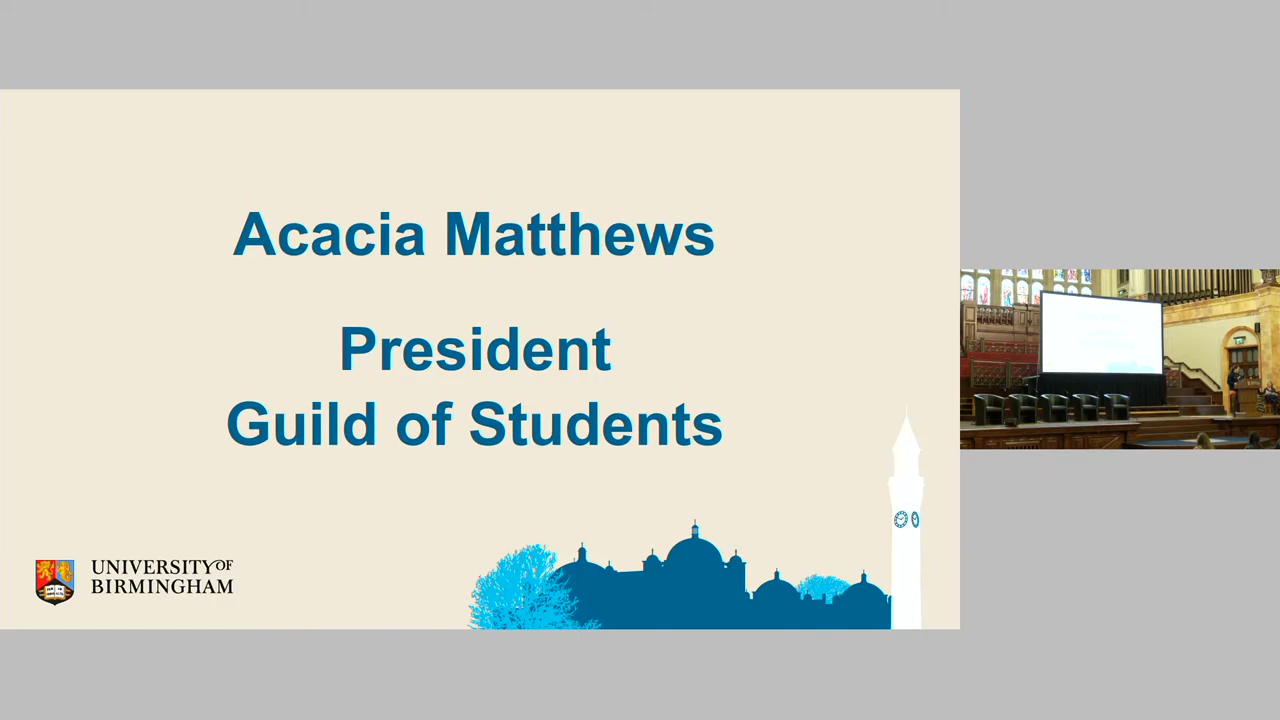 Acacia Matthews
President
Guild of Students
UNIVERSITY OF
BIRMINGHAM